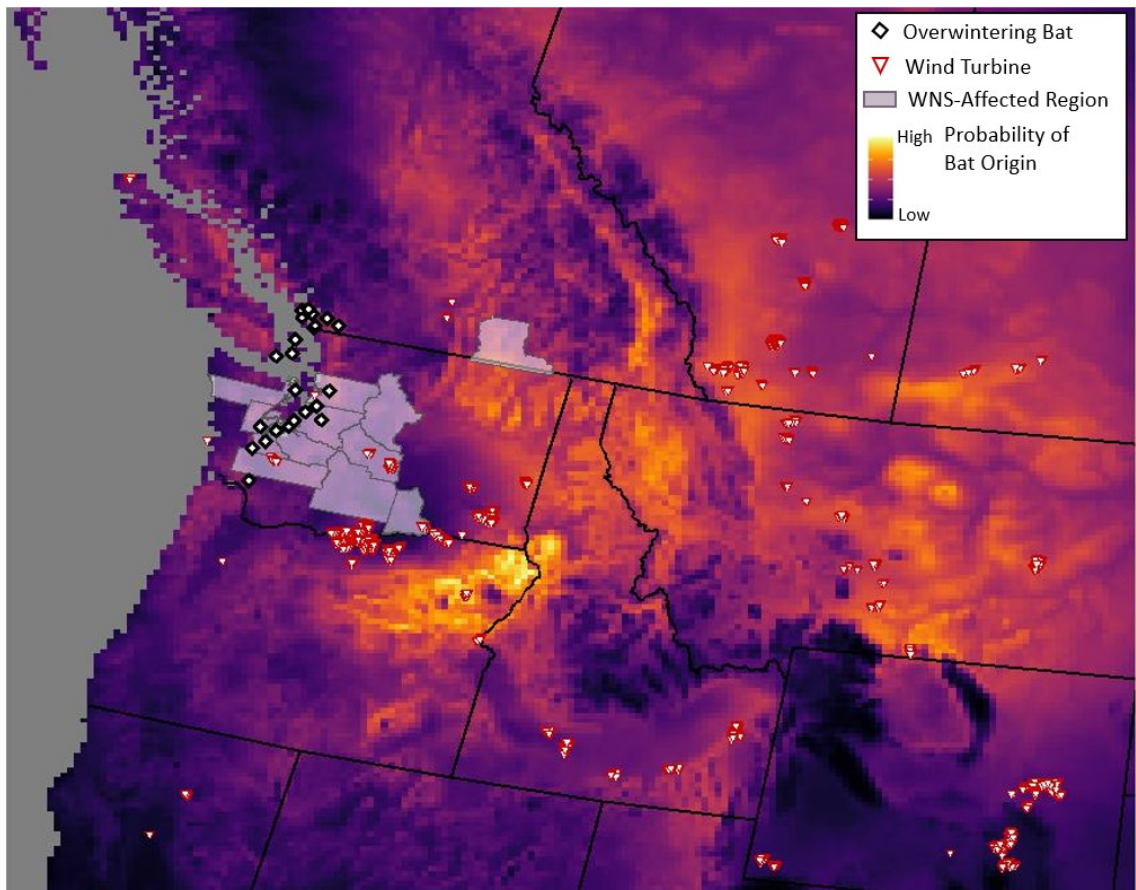 Overwintering Bat
Wind Turbine
WNS-Affected Region
High Probability of
Bat Origin
Low